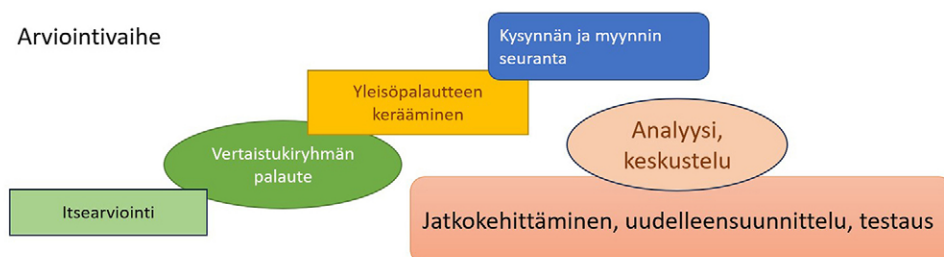 Arviointivaihe
Kysynnän ja myynnin
seuranta
Yleisöpalautteen
kerääminen
Analyysi,
keskustelu
Vertaistukiryhmän
palaute
Itsearviointi
Jatkokehittäminen, uudelleensuunnittelu, testaus